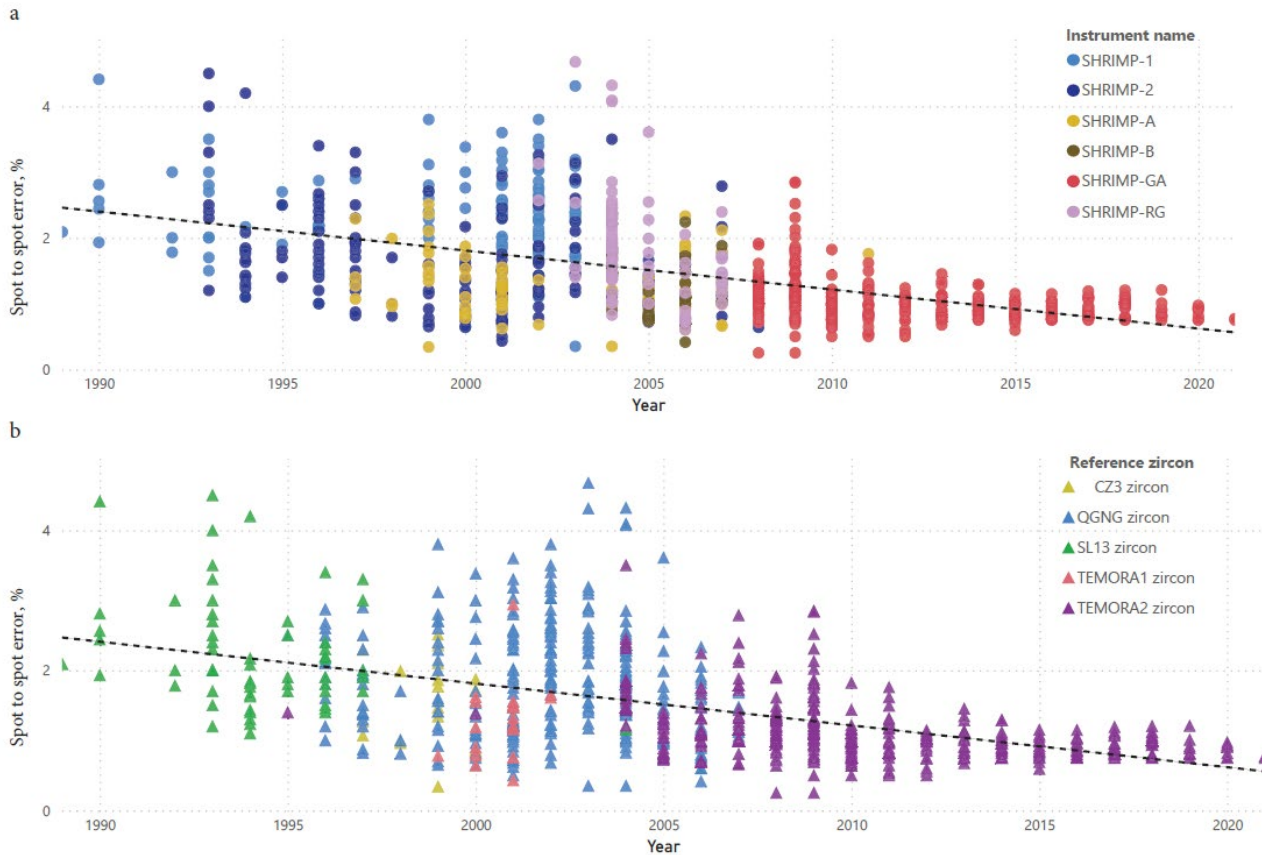 a
Instrument name
SHRIMP-1
SHRIMP-2
SHRIMP-A
SHRIMP-B
SHRIMP-GA
SHRIMP-RG
Spot to spot error, %
4
2
0
1990 1995 2000 2005 2010 2015 2020
Year
b
Reference zircon
CZ3 zircon
QGNG zircon
SL13 zircon
TEMORA1 zircon
TEMORA2 zircon
Spot to spot error, %
4
2
0
1990 1995 2000 2005 2010 2015 2020
Year